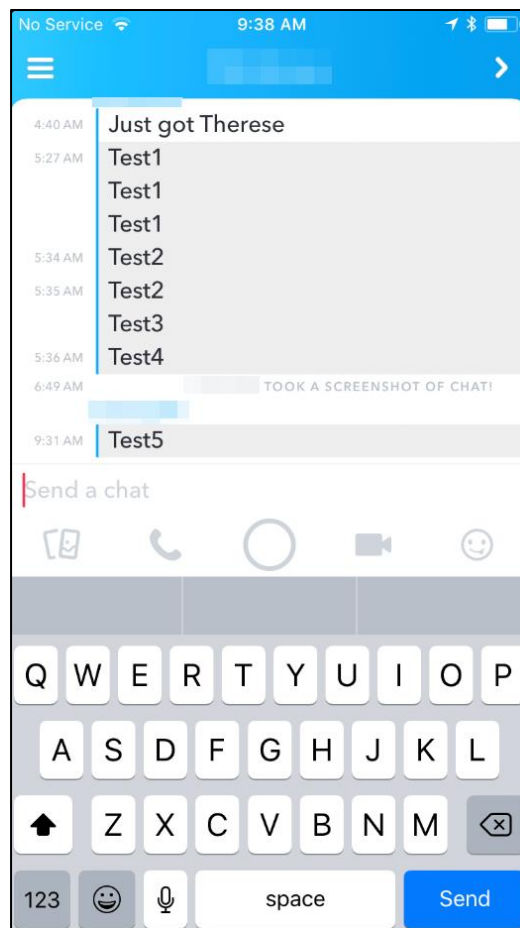 No Service 9:38 AM
4:40 AM Just got Therese
5:27 AM Test1
Test1
Test1
5:34 AM Test2
5:35 AM Test2
Test3
5:36 AM Test4
6:49 AM TOOK A SCREENSHOT OF CHAT!
9:31 AM Test5
Send a chat
Q W E R T Y U I O P
A S D F G H J K L
Z X C V B N M
123 space Send